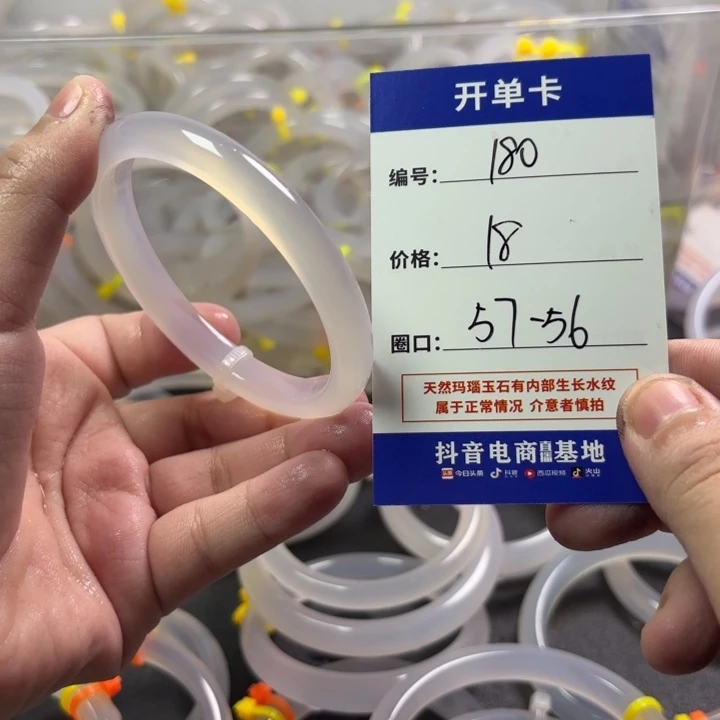 开单卡
编号: 180
价格: 18
圈口: 57-56
天然玛瑙玉石有内部生长水纹
属于正常情况 介意者慎拍
抖音电商直播基地
今日头条 抖音 西瓜视频 火山